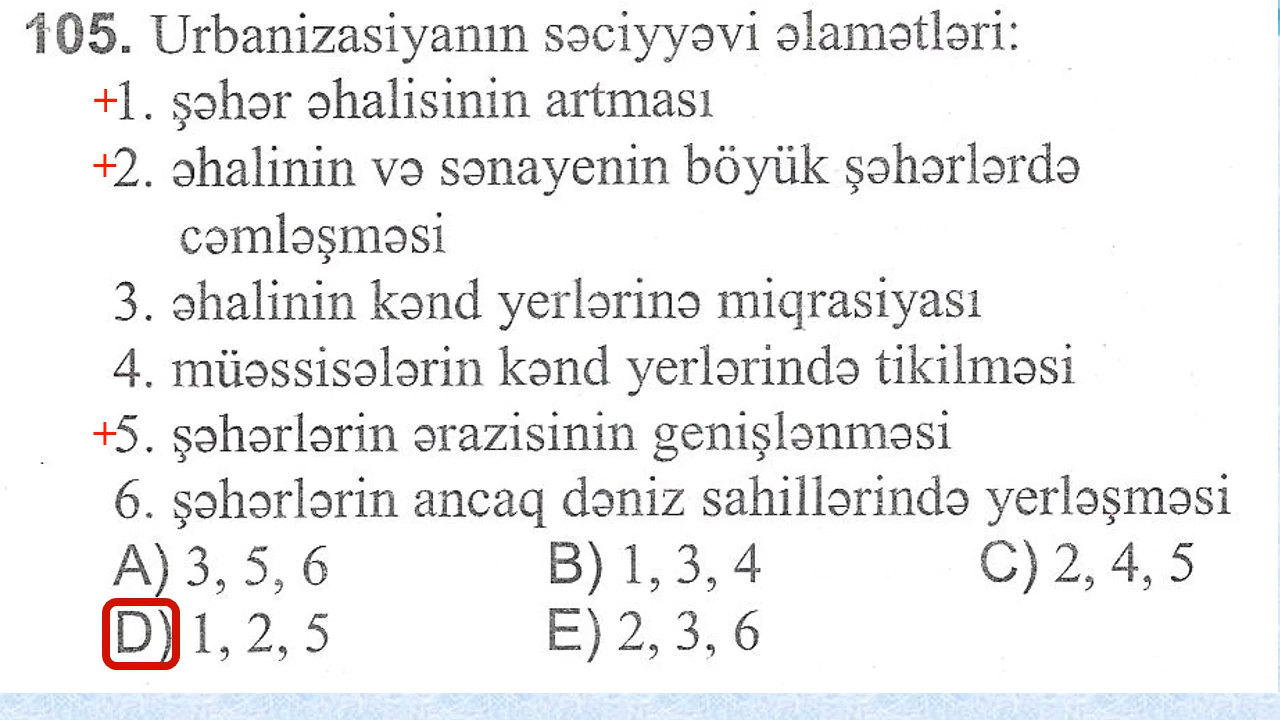 105. Urbanizasiyanın səciyyəvi əlamətləri:
+1. şəhər əhalisinin artması
+2. əhalinin və sənayenin böyük şəhərlərdə
cəmləşməsi
3. əhalinin kənd yerlərinə miqrasiyası
4. müəssisələrin kənd yerlərində tikilməsi
+5. şəhərlərin ərazisinin genişlənməsi
6. şəhərlərin ancaq dəniz sahillərində yerləşməsi
A) 3, 5, 6 B) 1, 3, 4 C) 2, 4, 5
D) 1, 2, 5 E) 2, 3, 6